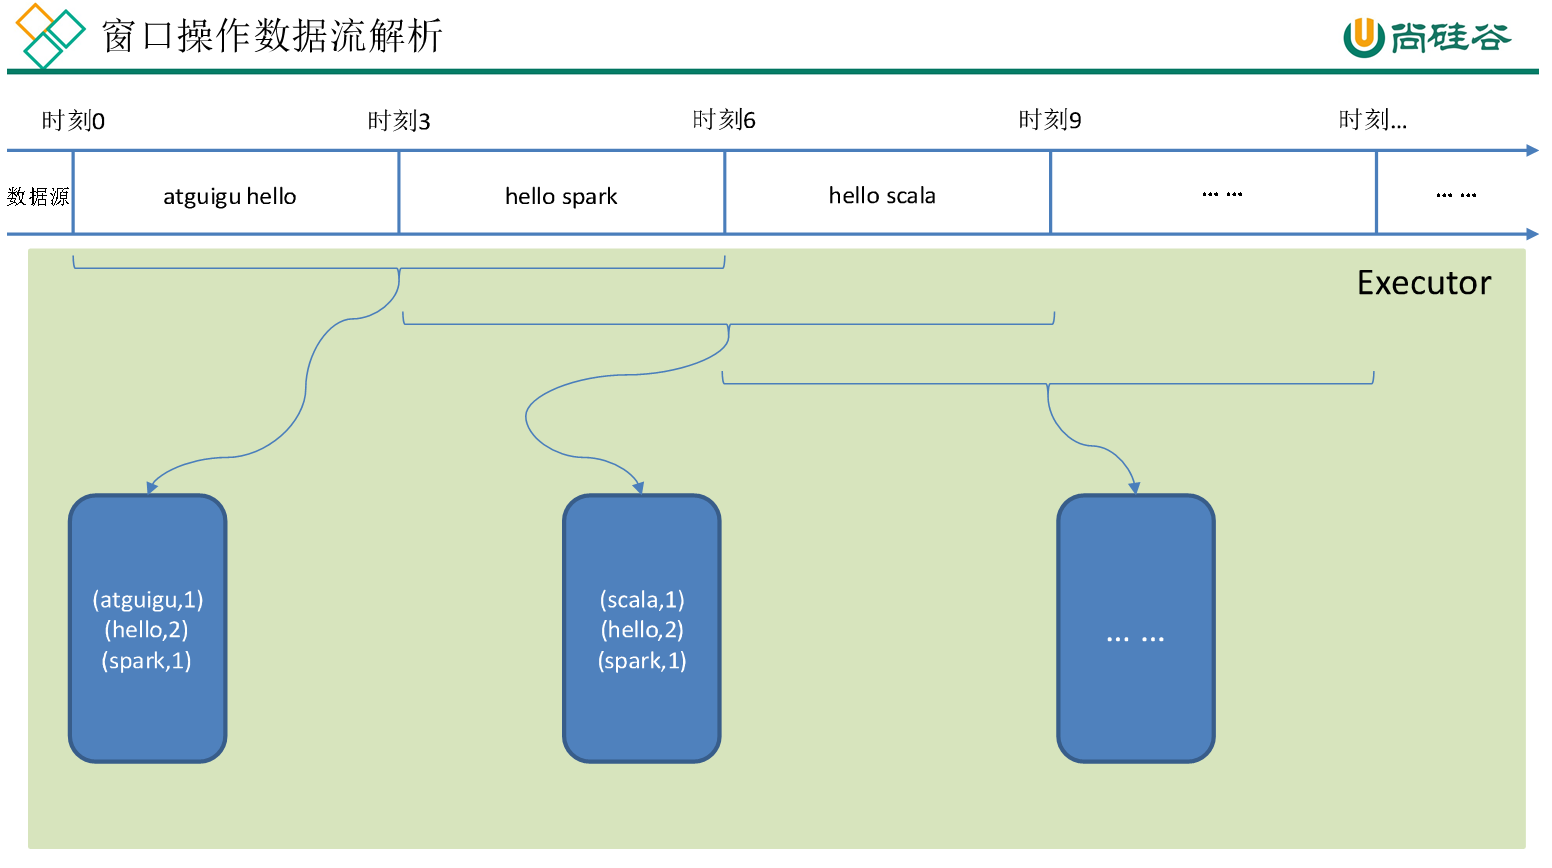 窗口操作数据流解析
尚硅谷
时刻0
时刻3
时刻6
时刻9
时刻...
数据源
atguigu hello
hello spark
hello scala
... ...
... ...
Executor
(atguigu,1)
(hello,2)
(spark,1)
(scala,1)
(hello,2)
(spark,1)
... ...